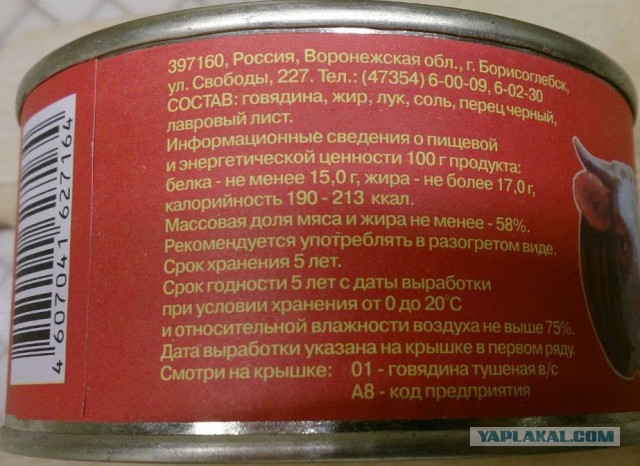 397160, Россия, Воронежская обл., г. Борисоглебск,
ул. Свободы, 227. Тел.: (47354) 6-00-09, 6-02-30
СОСТАВ: говядина, жир, лук, соль, перец черный,
лавровый лист.
Информационные сведения о пищевой
и энергетической ценности 100 г продукта:
белка - не менее 15,0 г, жира - не более 17,0 г,
калорийность 190 - 213 ккал.
Массовая доля мяса и жира не менее - 58%.
Рекомендуется употреблять в разогретом виде.
Срок хранения 5 лет.
Срок годности 5 лет с даты выработки
при условии хранения от 0 до 20°С
и относительной влажности воздуха не выше 75%.
Дата выработки указана на крышке в первом ряду.
Смотри на крышке: 01 - говядина тушеная в/с
А8 - код предприятия
4 607041 627164
YAPLAKAL.COM